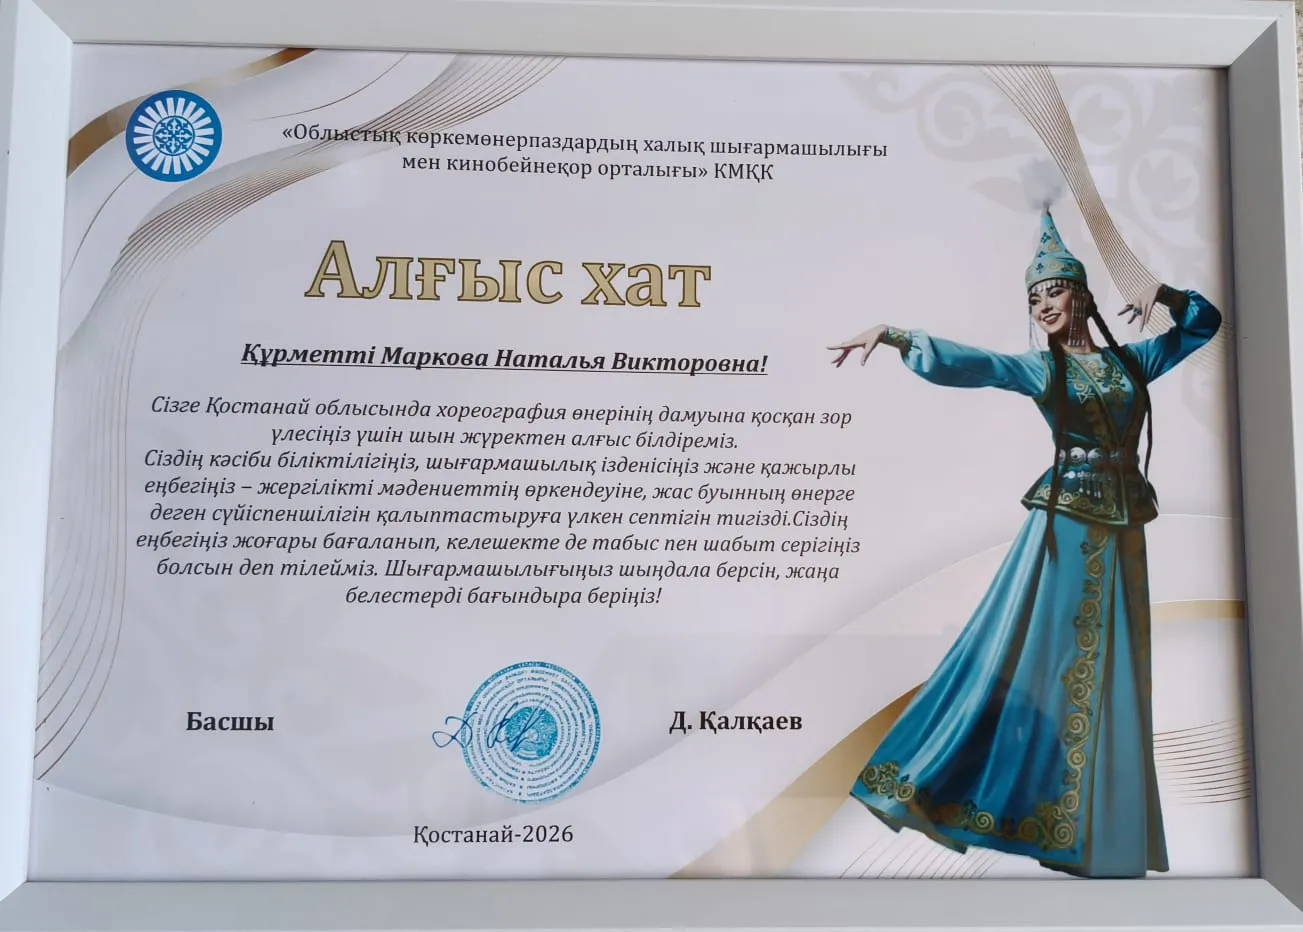 «Облыстық көркемөнерпаздардың халық шығармашылығы
мен кинобейнеқор орталығы» КМҚК
Алғыс хат
Құрметті Маркова Наталья Викторовна!
Сізге Қостанай облысында хореография өнерінің дамуына қосқан зор
үлесіңіз үшін шын жүректен алғыс білдіреміз.
Сіздің кәсіби біліктілігіңіз, шығармашылық ізденісіңіз және қажырлы
еңбегіңіз – жергілікті мәдениеттің өркендеуіне, жас буынның өнерге
деген сүйіспеншілігін қалыптастыруға үлкен септігін тигізді.Сіздің
еңбегіңіз жоғары бағаланып, келешекте де табыс пен шабыт серігіңіз
болсын деп тілейміз. Шығармашылығыңыз шыңдала берсін, жаңа
белестерді бағындыра беріңіз!
Басшы
Д. Қалқаев
Қостанай-2026